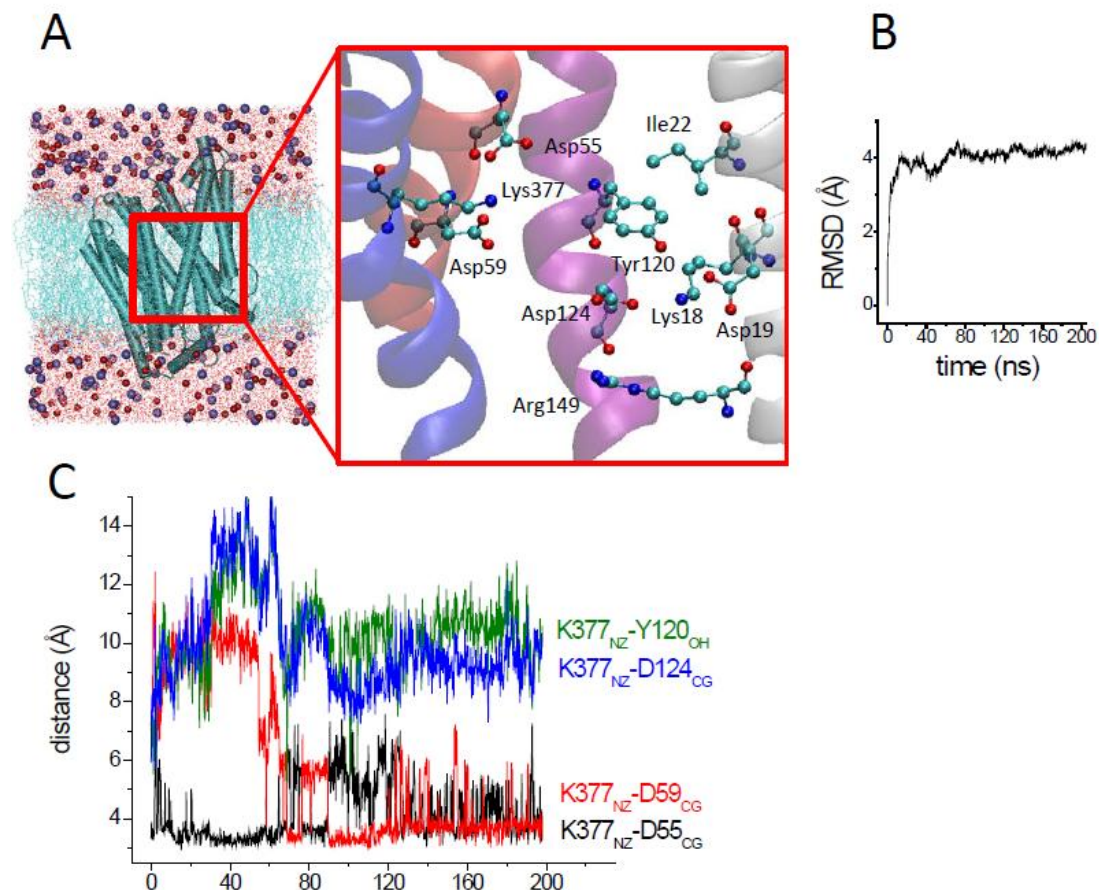 A
B
Asp55
Ile22
Lys377
Asp59
Tyr120
Asp124
Lys18
Asp19
Arg149
RMSD (Å)
4
2
0
0 40 80 120 160 200
time (ns)
C
distance (Å)
14
12
10
8
6
4
K377NZ-Y120OH
K377NZ-D124CG
K377NZ-D59CG
K377NZ-D55CG
0 40 80 120 160 200